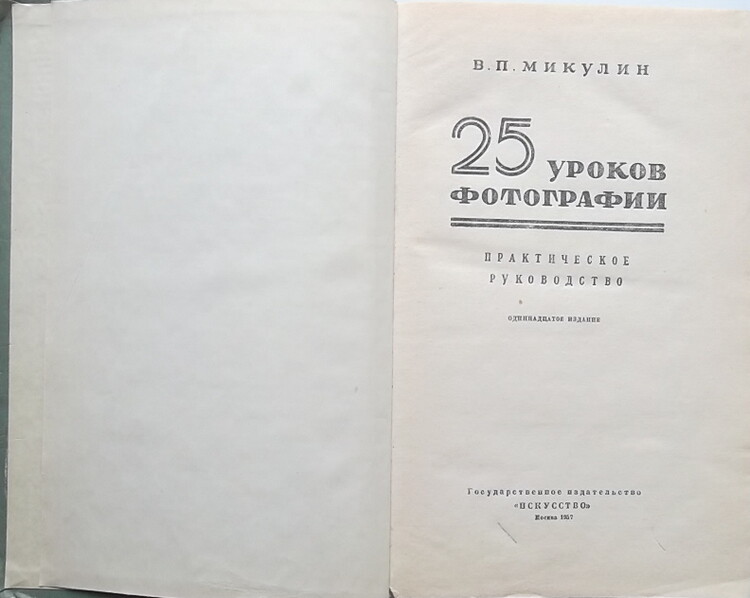 В. П. МИКУЛИН
25 УРОКОВ
ФОТОГРАФИИ
ПРАКТИЧЕСКОЕ
РУКОВОДСТВО
ОДИННАДЦАТОЕ ИЗДАНИЕ
Государственное издательство
«ИСКУССТВО»
Москва 1957